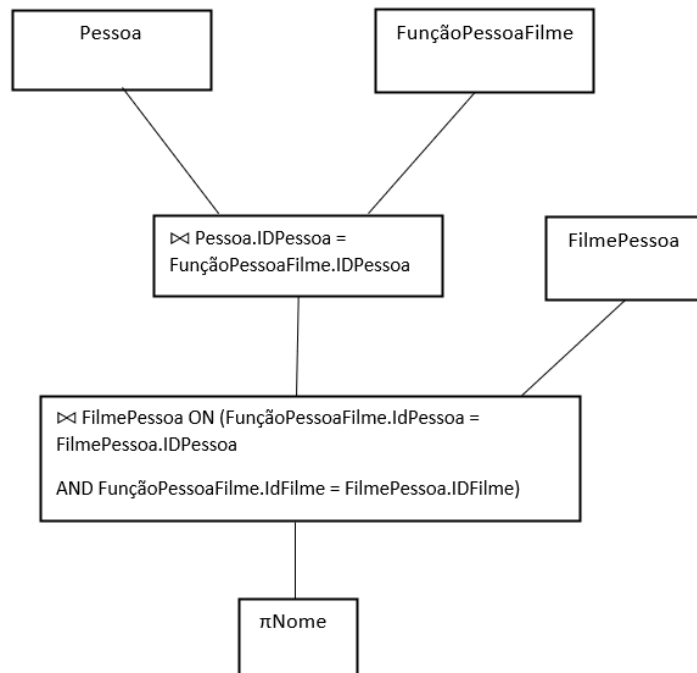 Pessoa
FunçãoPessoaFilme
⋈ Pessoa.IDPessoa =
FunçãoPessoaFilme.IDPessoa
FilmePessoa
⋈ FilmePessoa ON (FunçãoPessoaFilme.IdPessoa =
FilmePessoa.IDPessoa
AND FunçãoPessoaFilme.IdFilme = FilmePessoa.IDFilme)
πNome